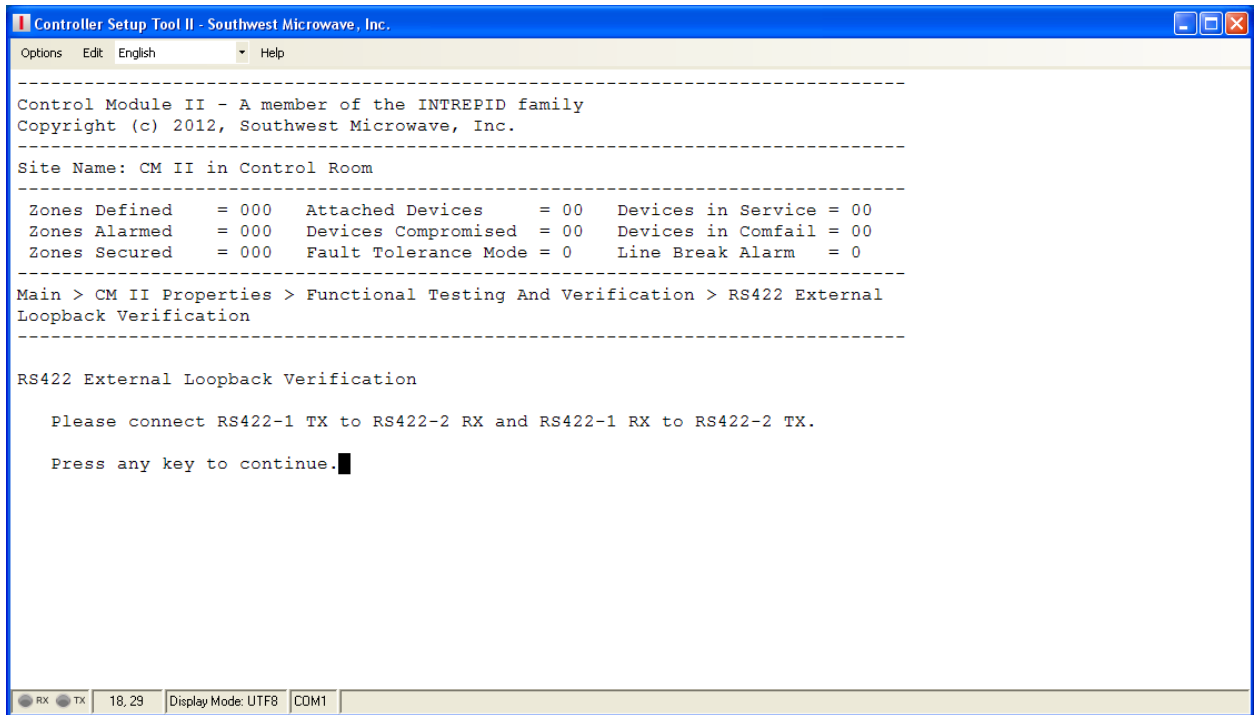 Controller Setup Tool II - Southwest Microwave, Inc.
Options Edit English Help
--------------------------------------------------------------------------------
Control Module II - A member of the INTREPID family
Copyright (c) 2012, Southwest Microwave, Inc.
--------------------------------------------------------------------------------
Site Name: CM II in Control Room
--------------------------------------------------------------------------------
Zones Defined = 000 Attached Devices = 00 Devices in Service = 00
Zones Alarmed = 000 Devices Compromised = 00 Devices in Comfail = 00
Zones Secured = 000 Fault Tolerance Mode = 0 Line Break Alarm = 0
--------------------------------------------------------------------------------
Main > CM II Properties > Functional Testing And Verification > RS422 External
Loopback Verification
--------------------------------------------------------------------------------
RS422 External Loopback Verification
Please connect RS422-1 TX to RS422-2 RX and RS422-1 RX to RS422-2 TX.
Press any key to continue.
RX TX 18, 29 Display Mode: UTF8 COM1